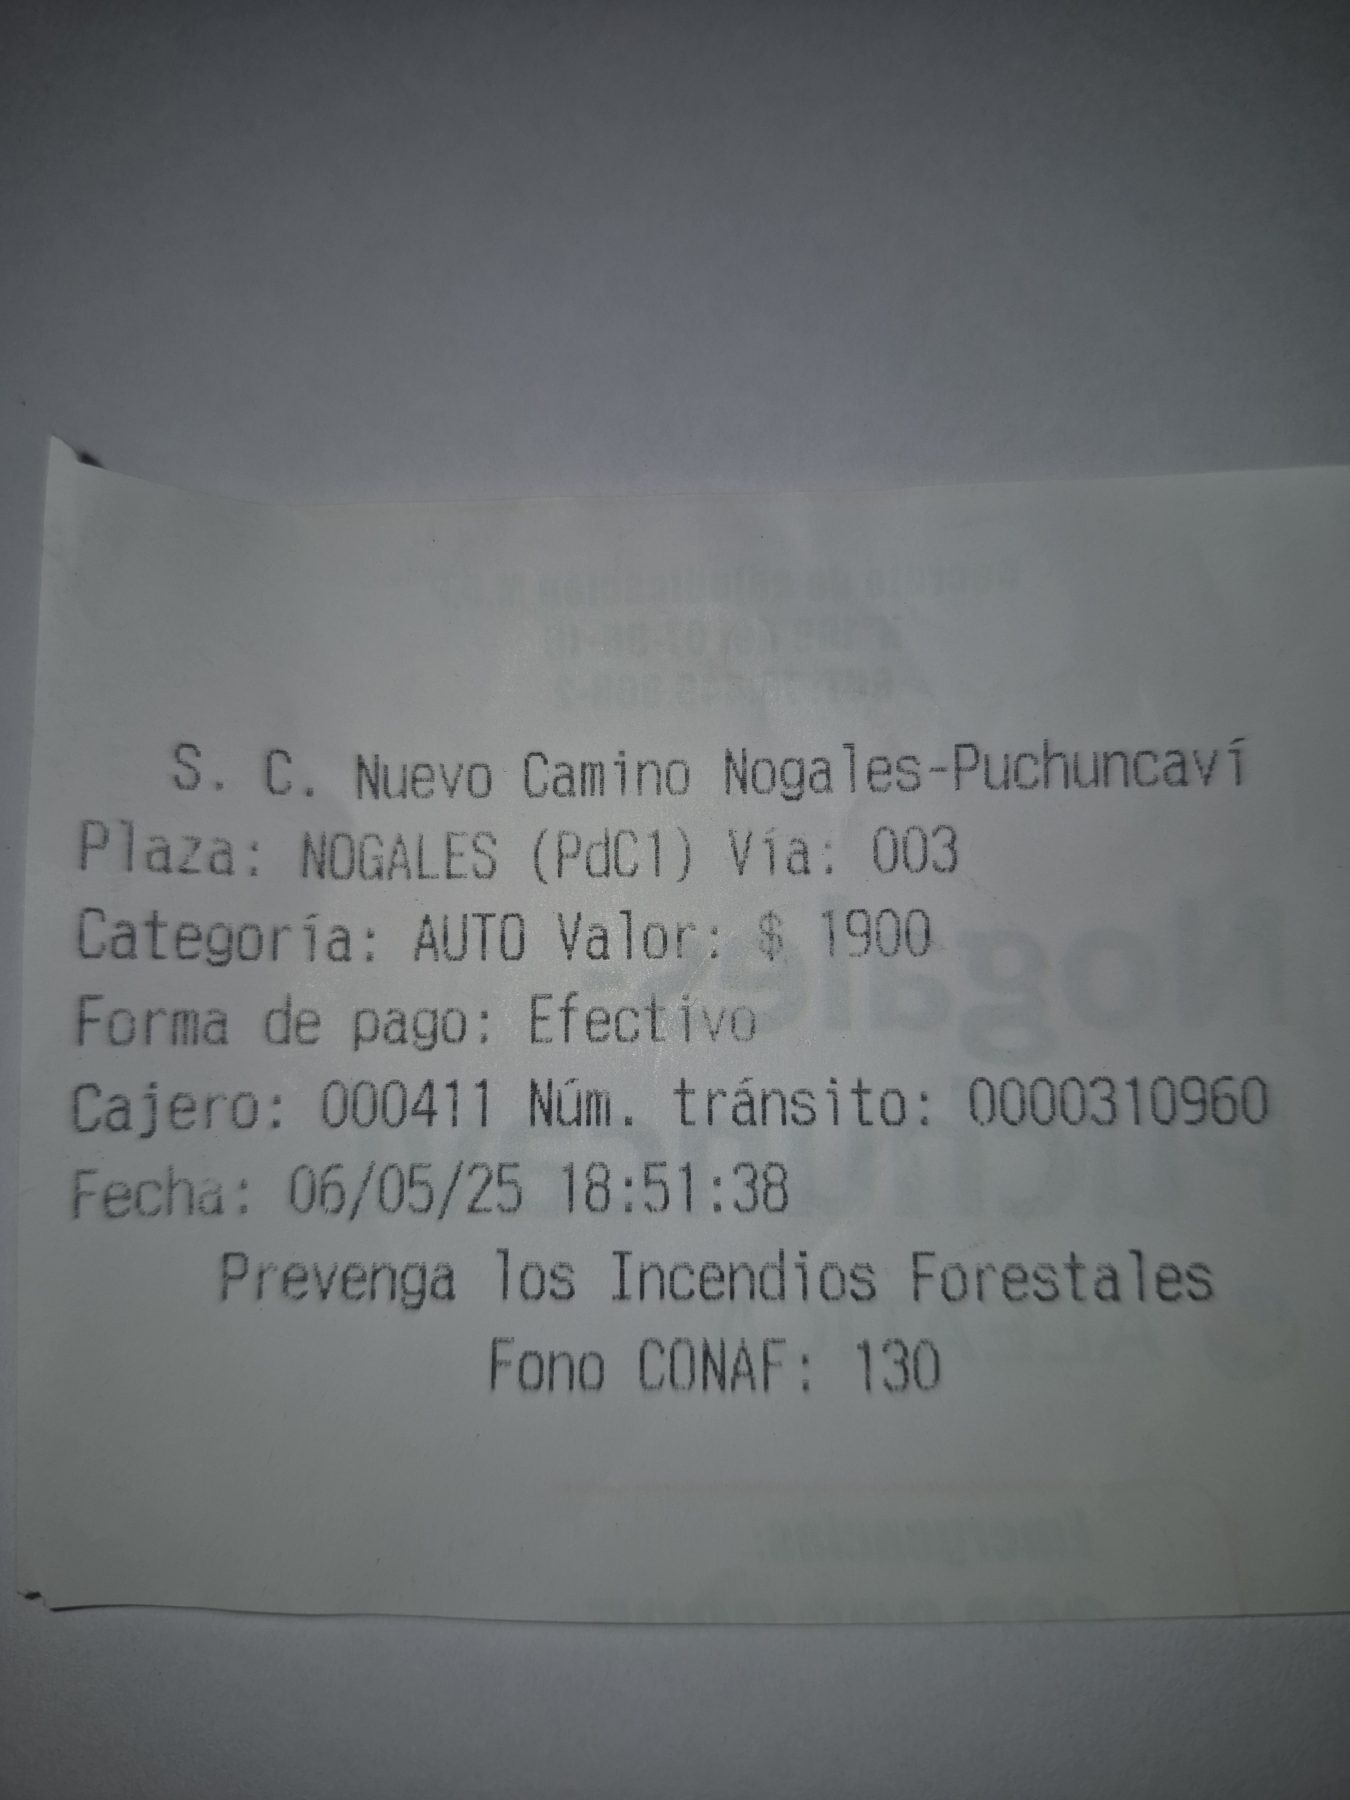 S. C. Nuevo Camino Nogales-Puchuncaví
Plaza: NOGALES (PdC1) Vía: 003
Categoría: AUTO Valor: $ 1900
Forma de pago: Efectivo
Cajero: 000411 Núm. tránsito: 0000310960
Fecha: 06/05/25 18:51:38
Prevenga los Incendios Forestales
Fono CONAF: 130